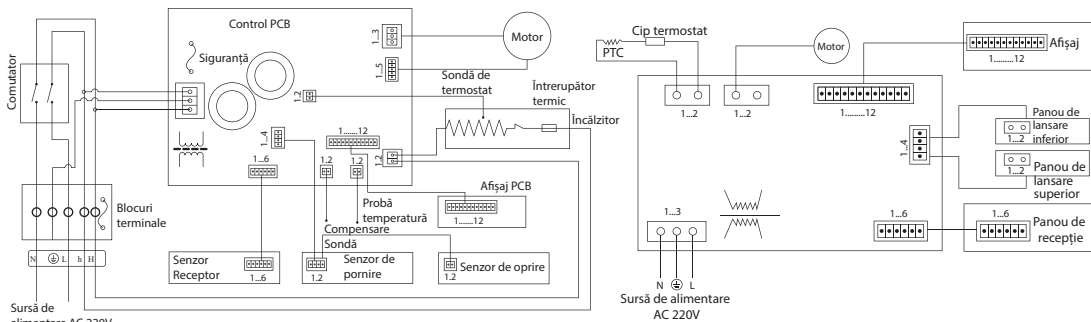 Control PCB
Comutator
Siguranță
1...3
1...5
Motor
Sondă de
termostat
1.2
Întrerupător
termic
Încălzitor
1...4
1.......12
1.2
1...6
1.2
1.2
Probă
temperatură
Compensare
Sondă
Afișaj PCB
1.......12
Blocuri
terminale
N
L
h
H
Senzor
Receptor
1...6
1.2
Senzor de
pornire
1.2
Senzor de oprire
Sursă de
alimentare AC 220V
Cip termostat
PTC
Motor
Afișaj
1.........12
1...2
1...2
1.........12
1...4
Panou de
lansare
inferior
1...2
1...2
Panou de
lansare
superior
1...3
1...6
1...6
Panou de
recepție
N
L
Sursă de alimentare
AC 220V